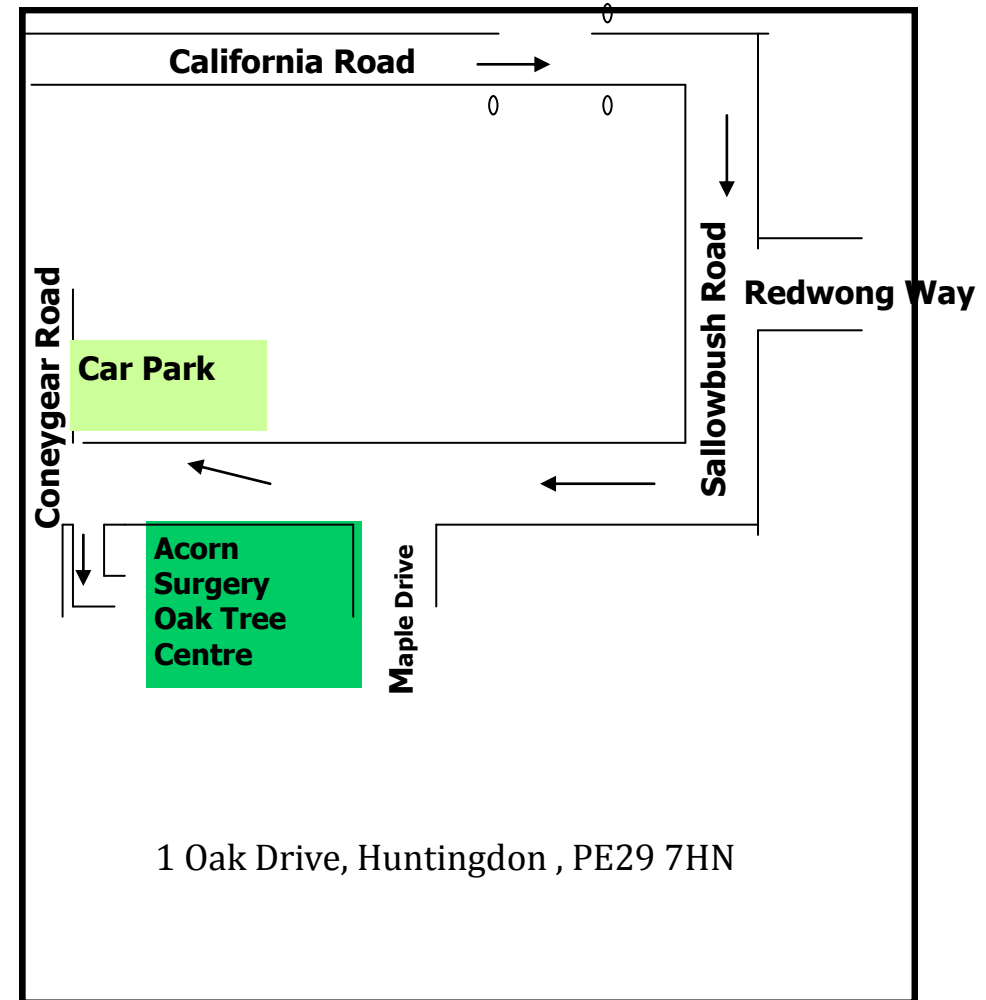 California Road
Sallowbush Road
Redwong Way
Coneygear Road
Car Park
Acorn
Surgery
Oak Tree
Centre
Maple Drive
1 Oak Drive, Huntingdon , PE29 7HN